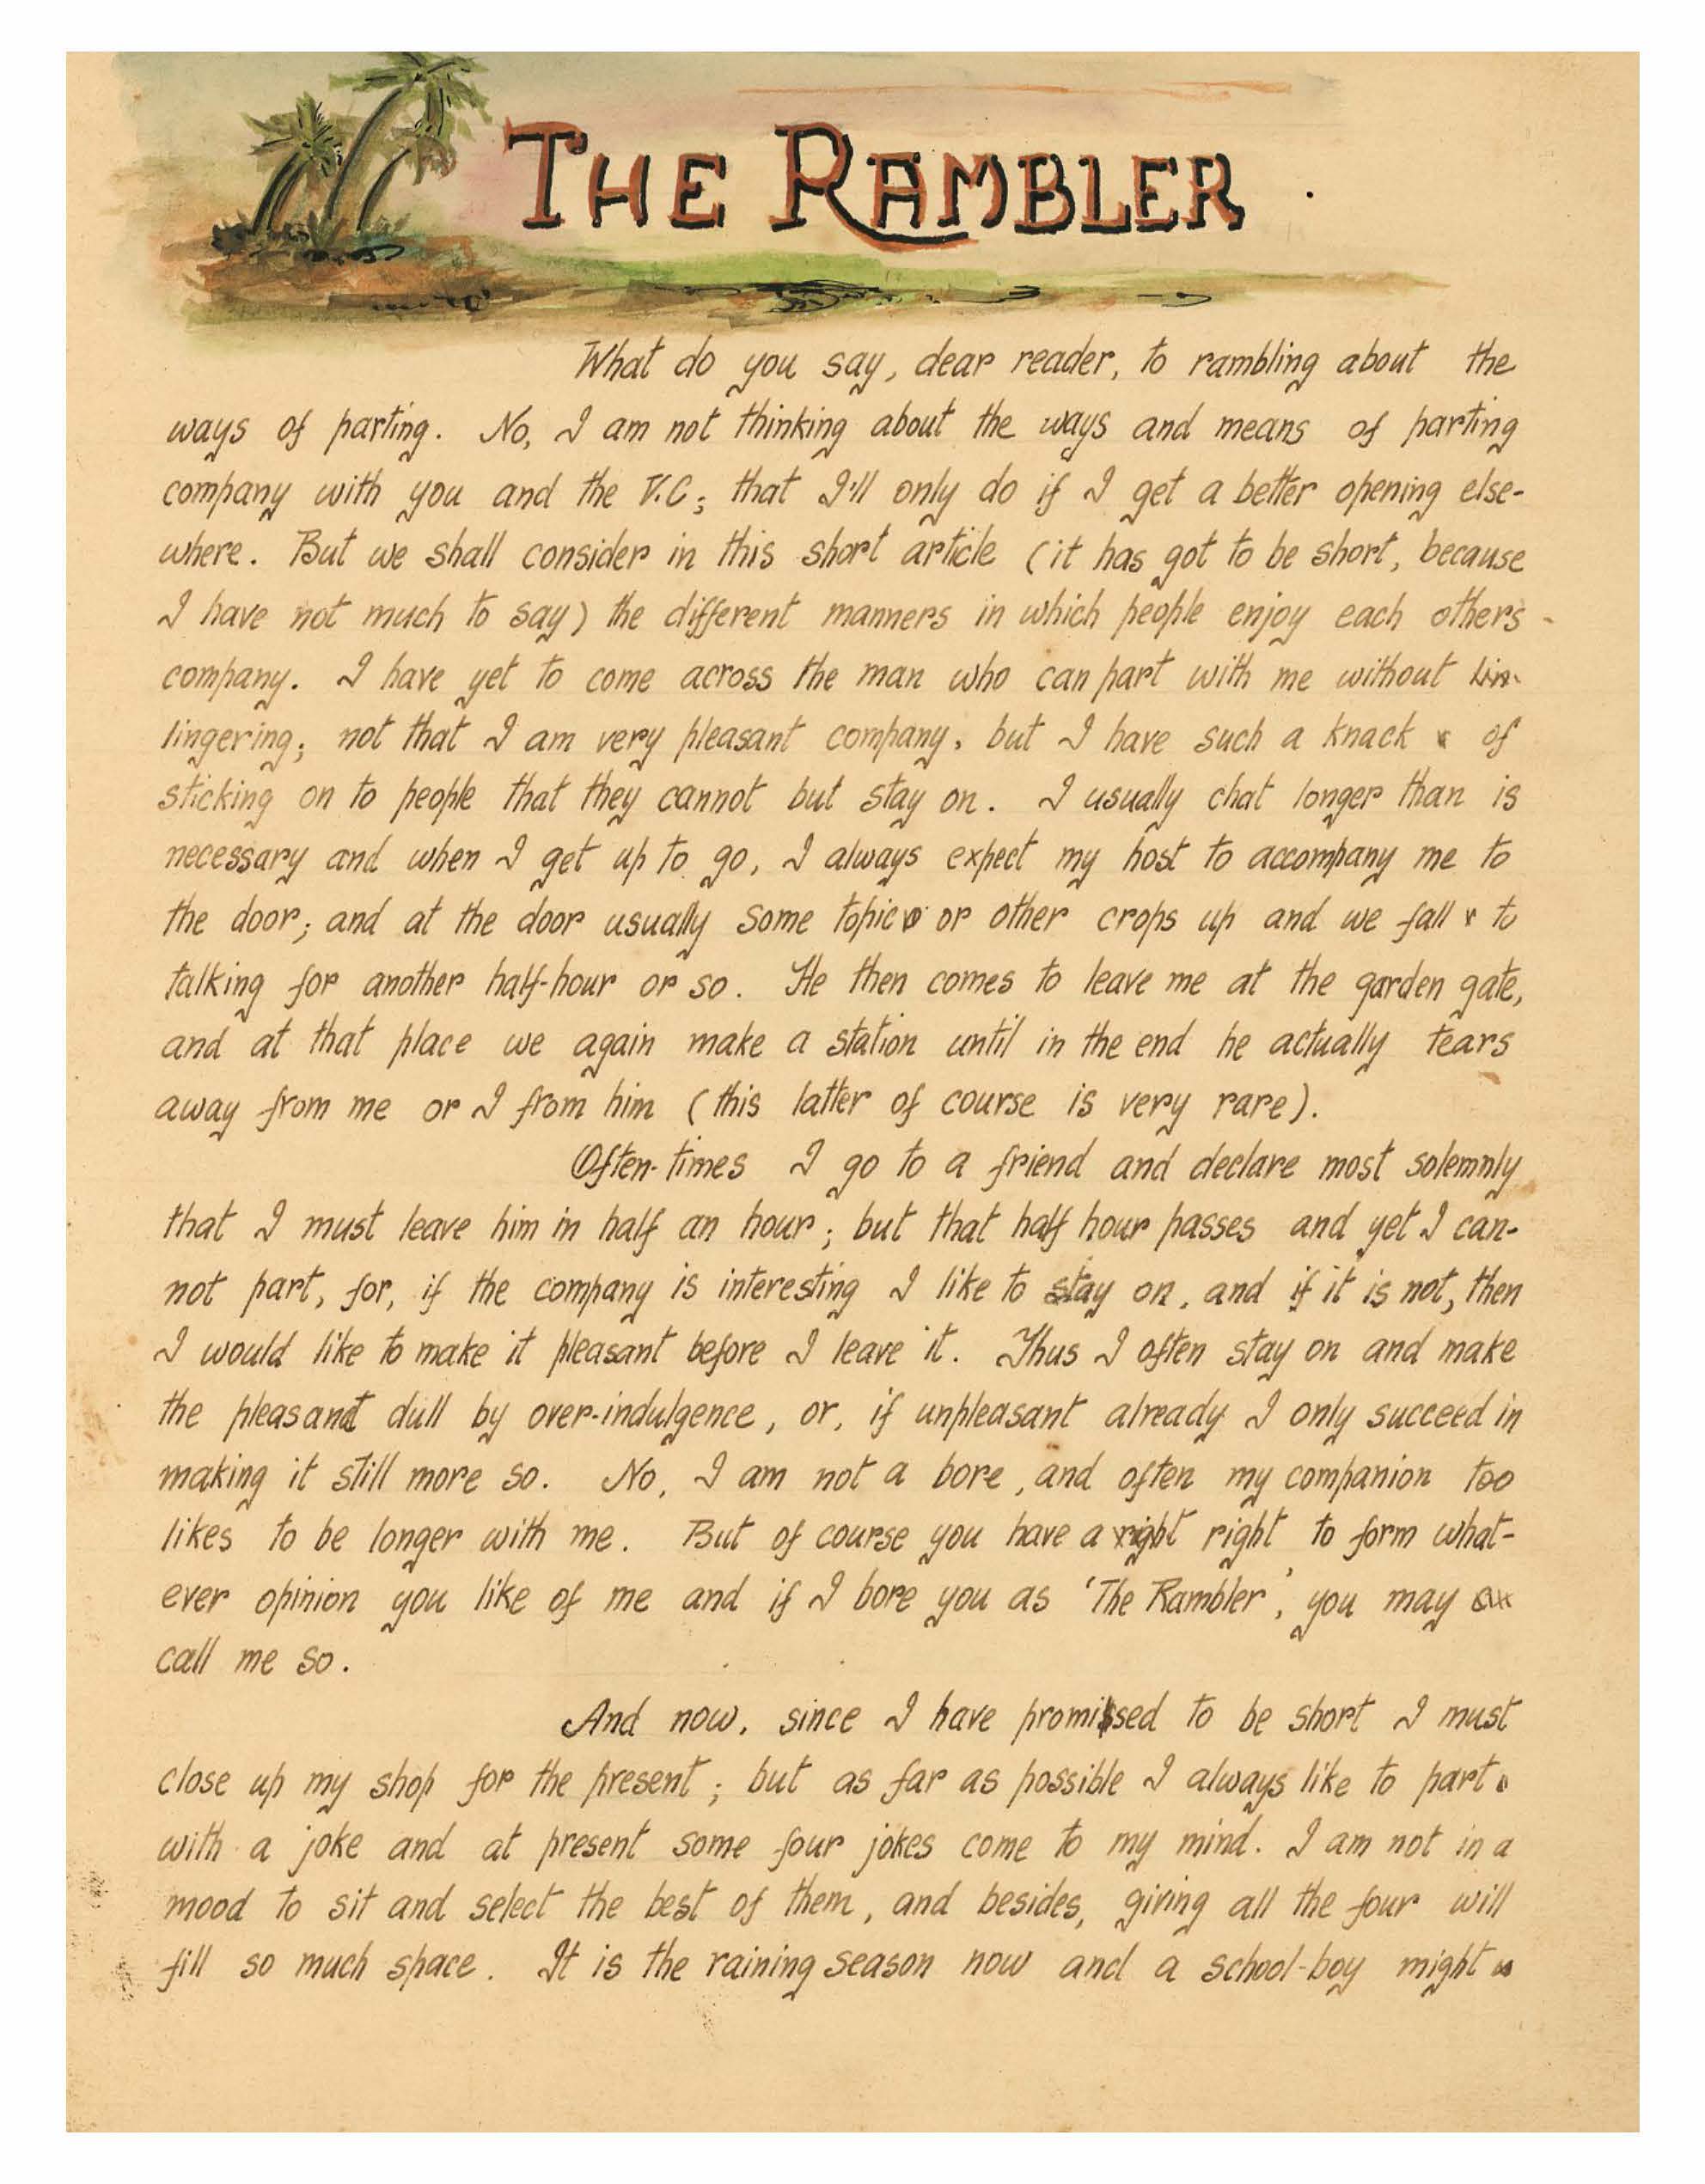 THE RAMBLER.
What do you say, dear reader, to rambling about the
ways of parting. No, I am not thinking about the ways and means of parting
company with you and the V.C; that I'll only do if I get a better opening else-
where. But we shall consider in this short article (it has got to be short, because
I have not much to say) the different manners in which people enjoy each others
company. I have yet to come across the man who can part with me without
lingering; not that I am very pleasant company, but I have such a knack of
sticking on to people that they cannot but stay on. I usually chat longer than is
necessary and when I get up to go, I always expect my host to accompany me to
the door; and at the door usually some topic or other crops up and we fall to
talking for another half-hour or so. He then comes to leave me at the garden gate,
and at that place we again make a station until in the end he actually tears
away from me or I from him (this latter of course is very rare).
Often-times I go to a friend and declare most solemnly
that I must leave him in half an hour; but that half hour passes and yet I can-
not part, for, if the company is interesting I like to stay on, and if it is not, then
I would like to make it pleasant before I leave it. Thus I often stay on and make
the pleasant dull by over-indulgence, or, if unpleasant already I only succeed in
making it still more so. No, I am not a bore, and often my companion too
likes to be longer with me. But of course you have a right right to form what-
ever opinion you like of me and if I bore you as 'The Rambler', you may
call me so.
And now, since I have promissed to be short I must
close up my shop for the present; but as far as possible I always like to part
with a joke and at present some four jokes come to my mind. I am not in a
mood to sit and select the best of them, and besides, giving all the four will
fill so much space. It is the raining season now and a school-boy might